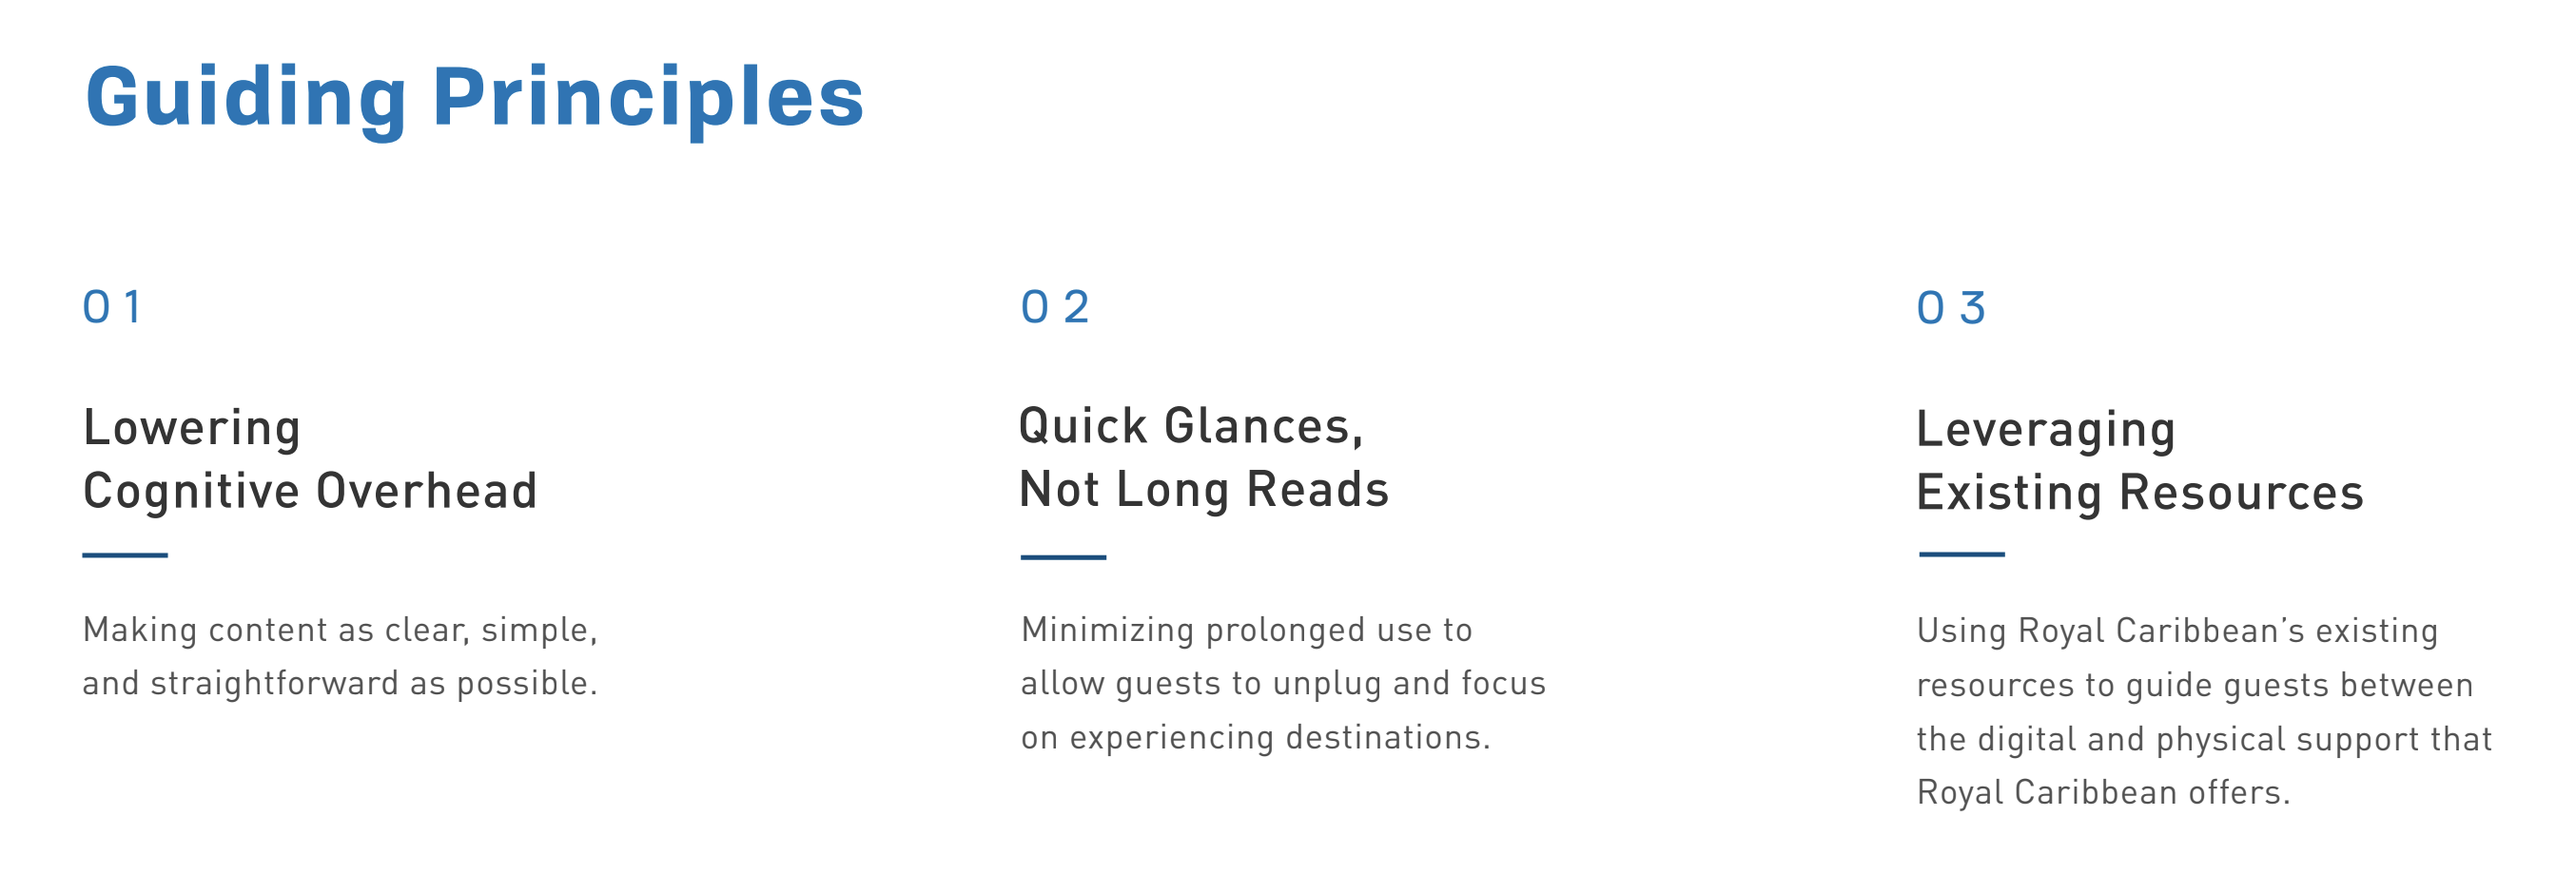 Guiding Principles
01
Lowering
Cognitive Overhead
Making content as clear, simple,
and straightforward as possible.
02
Quick Glances,
Not Long Reads
Minimizing prolonged use to
allow guests to unplug and focus
on experiencing destinations.
03
Leveraging
Existing Resources
Using Royal Caribbean’s existing
resources to guide guests between
the digital and physical support that
Royal Caribbean offers.